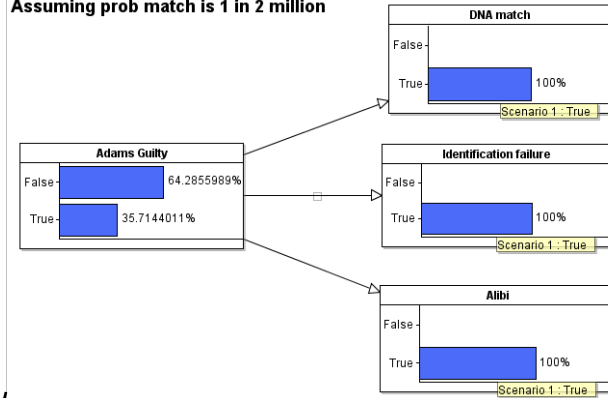 Assuming prob match is 1 in 2 million
DNA match
False
True
100%
Scenario 1 : True
Adams Guilty
False
64.2855989%
True
35.7144011%
Identification failure
False
True
100%
Scenario 1 : True
Alibi
False
True
100%
Scenario 1 : True